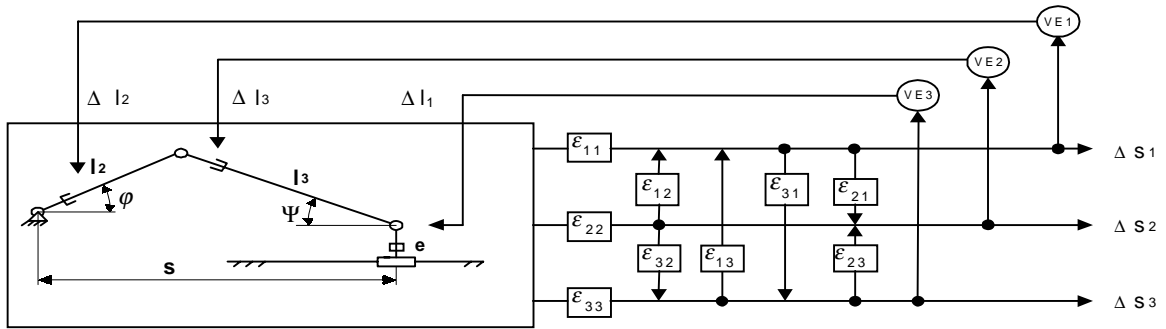 VE1
VE2
Δ l2 Δ l3 Δ l1 VE3
ε11 Δ S1
l2 l3 ε12 ε31 ε21
φ Ψ ε22 Δ S2
e ε32 ε13 ε23
s
ε33 Δ S3